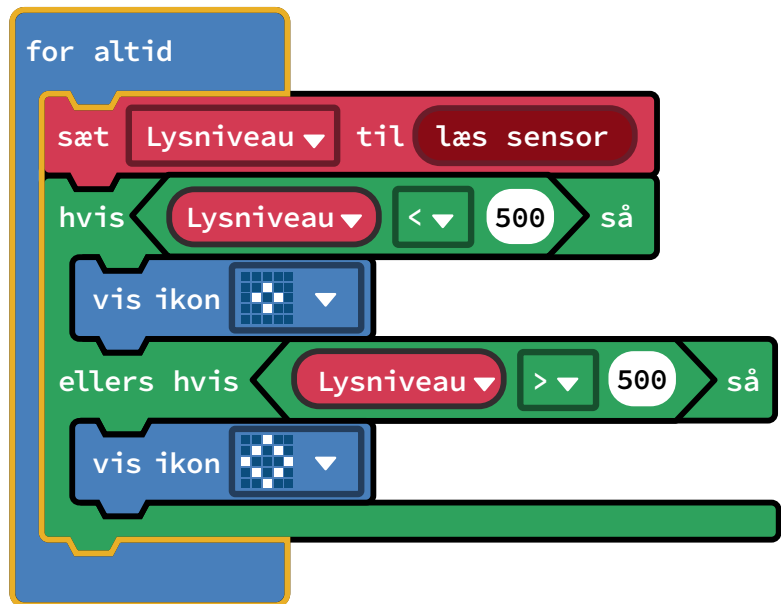 for altid
sæt Lysniveau til læs sensor
hvis Lysniveau < 500 så
vis ikon
ellers hvis Lysniveau > 500 så
vis ikon